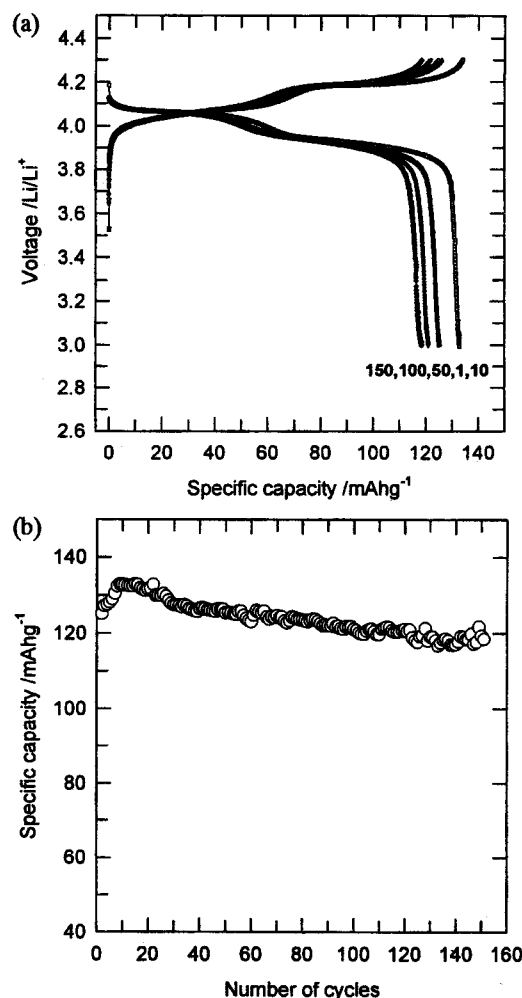 (a)
4.4
4.2
4.0
3.8
3.6
3.4
3.2
3.0
2.8
2.6
Voltage /Li/Li⁺
150,100,50,1,10
0 20 40 60 80 100 120 140
Specific capacity /mAhg⁻¹
(b)
140
120
100
80
60
40
Specific capacity /mAhg⁻¹
0 20 40 60 80 100 120 140 160
Number of cycles